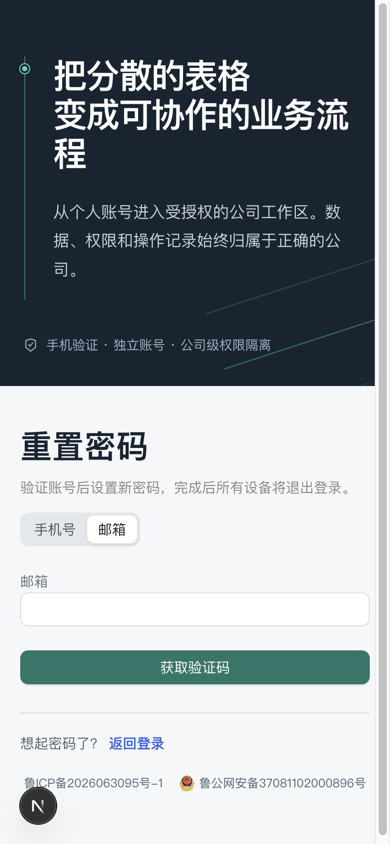 把分散的表格
变成可协作的业务流
程
从个人账号进入受授权的公司工作区。数
据、权限和操作记录始终归属于正确的公
司。
手机验证 · 独立账号 · 公司级权限隔离
重置密码
验证账号后设置新密码，完成后所有设备将退出登录。
手机号 邮箱
邮箱
获取验证码
想起密码了？ 返回登录
鲁ICP备2026063095号-1 鲁公网安备37081102000896号
N